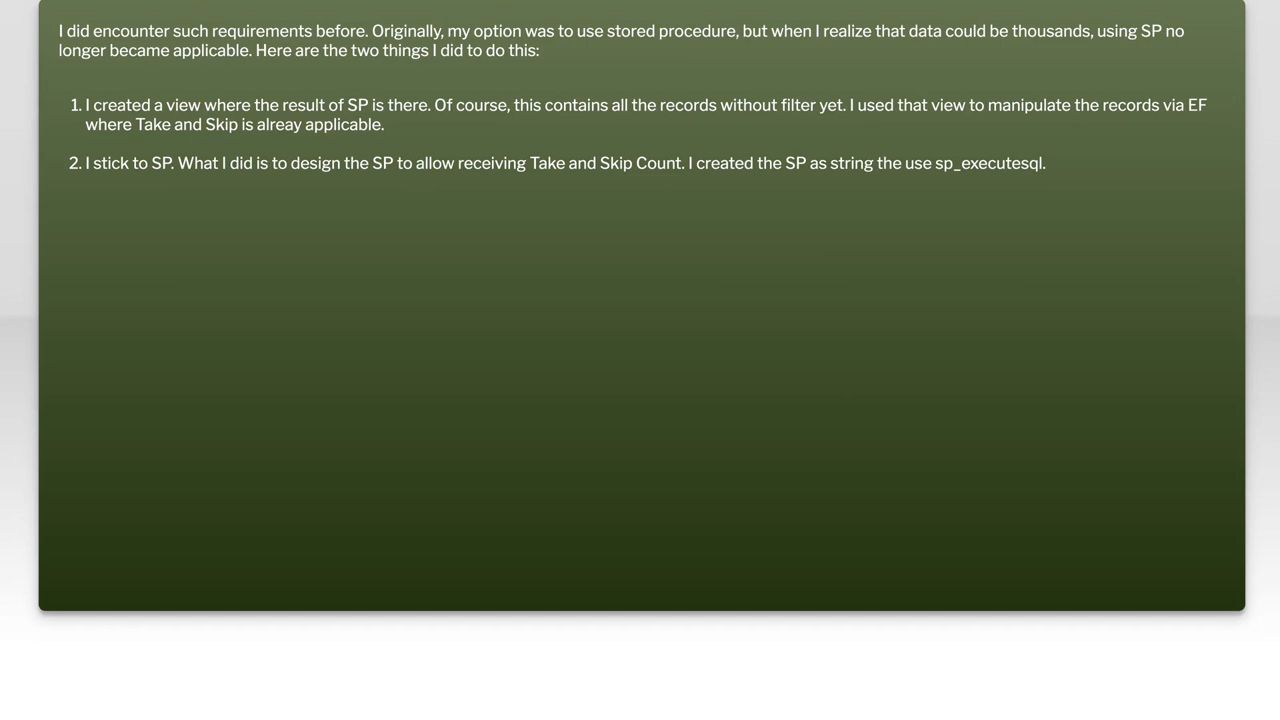 I did encounter such requirements before. Originally, my option was to use stored procedure, but when I realize that data could be thousands, using SP no
longer became applicable. Here are the two things I did to do this:
1. I created a view where the result of SP is there. Of course, this contains all the records without filter yet. I used that view to manipulate the records via EF
where Take and Skip is alreay applicable.
2. I stick to SP. What I did is to design the SP to allow receiving Take and Skip Count. I created the SP as string the use sp_executesql.